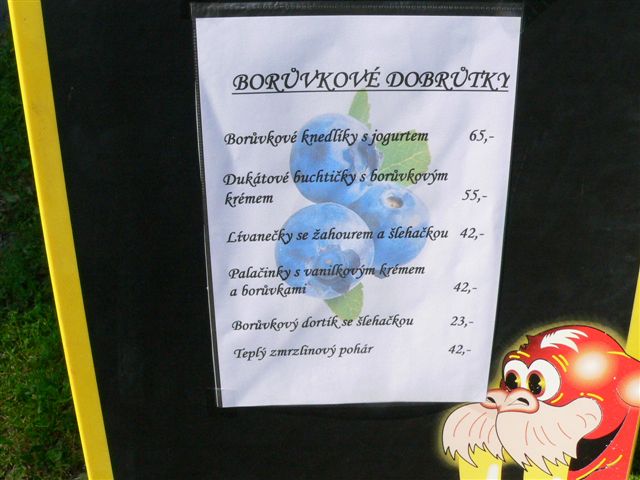 BORŮVKOVÉ DOBRŮTKY
Borůvkové knedlíky s jogurtem 65,-
Dukátové buchtičky s borůvkovým
krémem 55,-
Lívanečky se žahourem a šlehačkou 42,-
Palačinky s vanilkovým krémem
a borůvkami 42,-
Borůvkový dortík se šlehačkou 23,-
Teplý zmrzlinový pohár 42,-